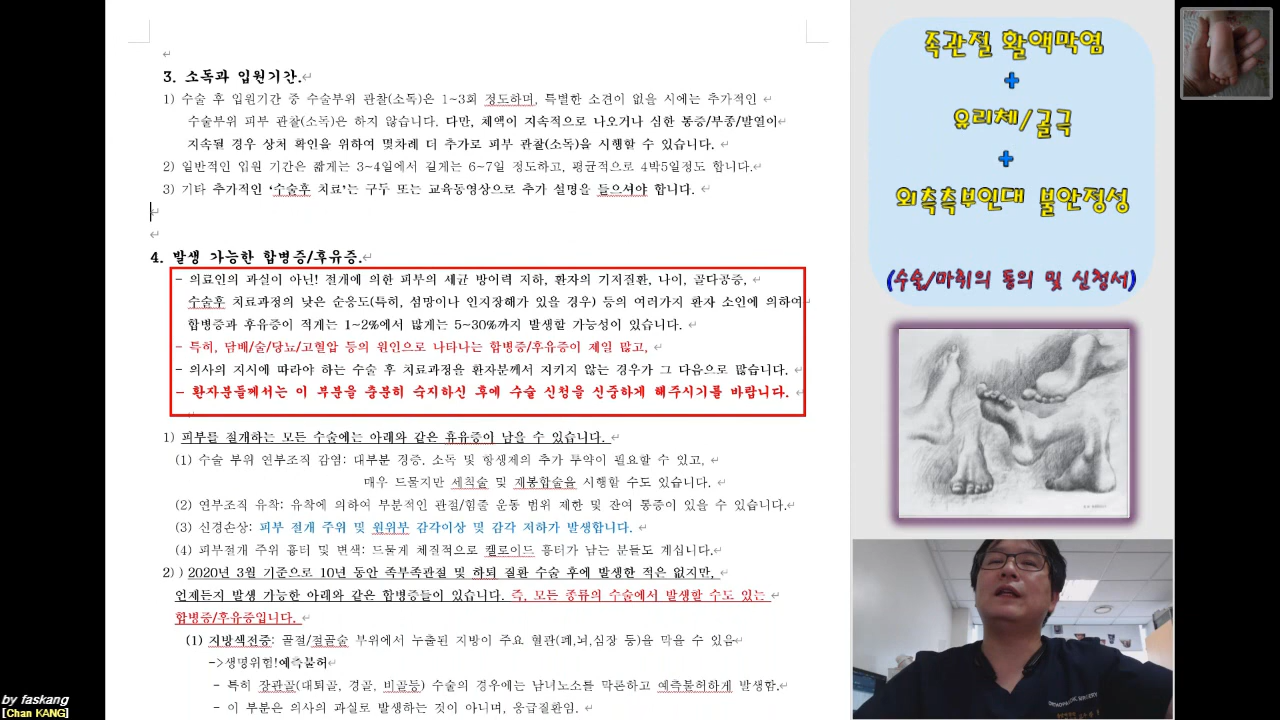 3. 소독과 입원기간.
1) 수술 후 입원기간 중 수술부위 관찰(소독)은 1~3회 정도하며, 특별한 소견이 없을 시에는 추가적인
수술부위 피부 관찰(소독)은 하지 않습니다. 다만, 체액이 지속적으로 나오거나 심한 통증/부종/발열이
지속될 경우 상처 확인을 위하여 몇차례 더 추가로 피부 관찰(소독)을 시행할 수 있습니다.
2) 일반적인 입원 기간은 짧게는 3~4일에서 길게는 6~7일 정도하고, 평균적으로 4박5일정도 합니다.
3) 기타 추가적인 '수술후 치료'는 구두 또는 교육동영상으로 추가 설명을 들으셔야 합니다.
4. 발생 가능한 합병증/후유증.
- 의료인의 과실이 아닌! 절개에 의한 피부의 세균 방어력 저하, 환자의 기저질환, 나이, 골다공증,
수술후 치료과정의 낮은 순응도(특히, 섬망이나 인지장해가 있을 경우) 등의 여러가지 환자 소인에 의하여
합병증과 후유증이 적게는 1~2%에서 많게는 5~30%까지 발생할 가능성이 있습니다.
- 특히, 담배/술/당뇨/고혈압 등의 원인으로 나타나는 합병증/후유증이 제일 많고,
- 의사의 지시에 따라야 하는 수술 후 치료과정을 환자분께서 지키지 않는 경우가 그 다음으로 많습니다.
- 환자분들께서는 이 부분을 충분히 숙지하신 후에 수술 신청을 신중하게 해주시기를 바랍니다.
1) 피부를 절개하는 모든 수술에는 아래와 같은 휴유증이 남을 수 있습니다.
(1) 수술 부위 연부조직 감염: 대부분 경증. 소독 및 항생제의 추가 투약이 필요할 수 있고,
매우 드물지만 세척술 및 재봉합술을 시행할 수도 있습니다.
(2) 연부조직 유착: 유착에 의하여 부분적인 관절/힘줄 운동 범위 제한 및 잔여 통증이 있을 수 있습니다.
(3) 신경손상: 피부 절개 주위 및 원위부 감각이상 및 감각 저하가 발생합니다.
(4) 피부절개 주위 흉터 및 변색: 드물게 체질적으로 켈로이드 흉터가 남는 분들도 계십니다.
2) ) 2020년 3월 기준으로 10년 동안 족부족관절 및 하퇴 질환 수술 후에 발생한 적은 없지만,
언제든지 발생 가능한 아래와 같은 합병증들이 있습니다. 즉, 모든 종류의 수술에서 발생할 수도 있는
합병증/후유증입니다.
(1) 지방색전증: 골절/절골술 부위에서 누출된 지방이 주요 혈관(폐,뇌,심장 등)을 막을 수 있음
->생명위험!예측불허
- 특히 장관골(대퇴골, 경골, 비골등) 수술의 경우에는 남녀노소를 막론하고 예측불허하게 발생함.
- 이 부분은 의사의 과실로 발생하는 것이 아니며, 응급질환임.
족관절 활액막염
+
유리체/골극
+
외측측부인대 불안정성
(수술/마취의 동의 및 신청서)
ORTHOPAEDIC SURGERY
by faskang
[Chan KANG]